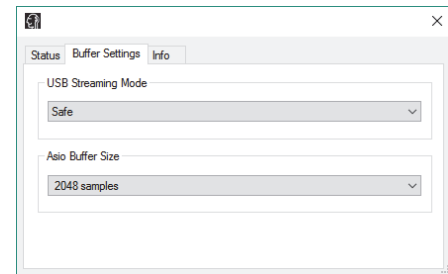 Status Buffer Settings Info
USB Streaming Mode
Safe
Asio Buffer Size
2048 samples